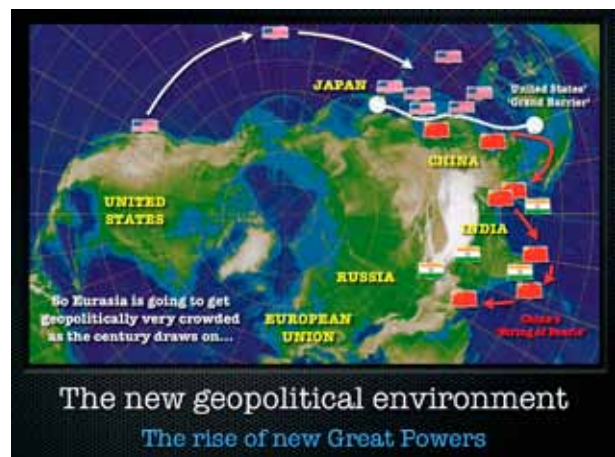 JAPAN
United States'
'Grand Barrier'
CHINA
UNITED
STATES
INDIA
RUSSIA
So Eurasia is going to get
geopolitically very crowded
as the century draws on...
EUROPEAN
UNION
China's
'String of Pearls'
The new geopolitical environment
The rise of new Great Powers